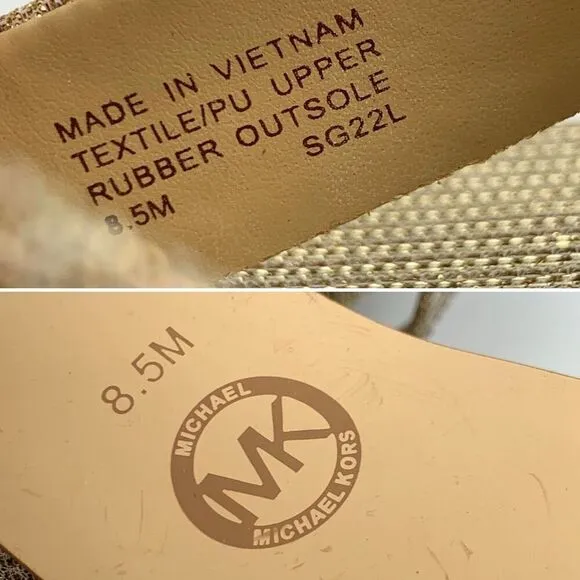 MADE IN VIETNAM
TEXTILE/PU UPPER
RUBBER OUTSOLE
SG22L
8.5M
8.5M
MICHAEL
MK
MICHAEL KORS